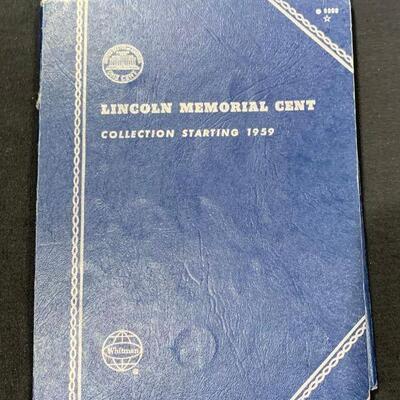 LINCOLN MEMORIAL CENT
COLLECTION STARTING 1959
Whitman
®